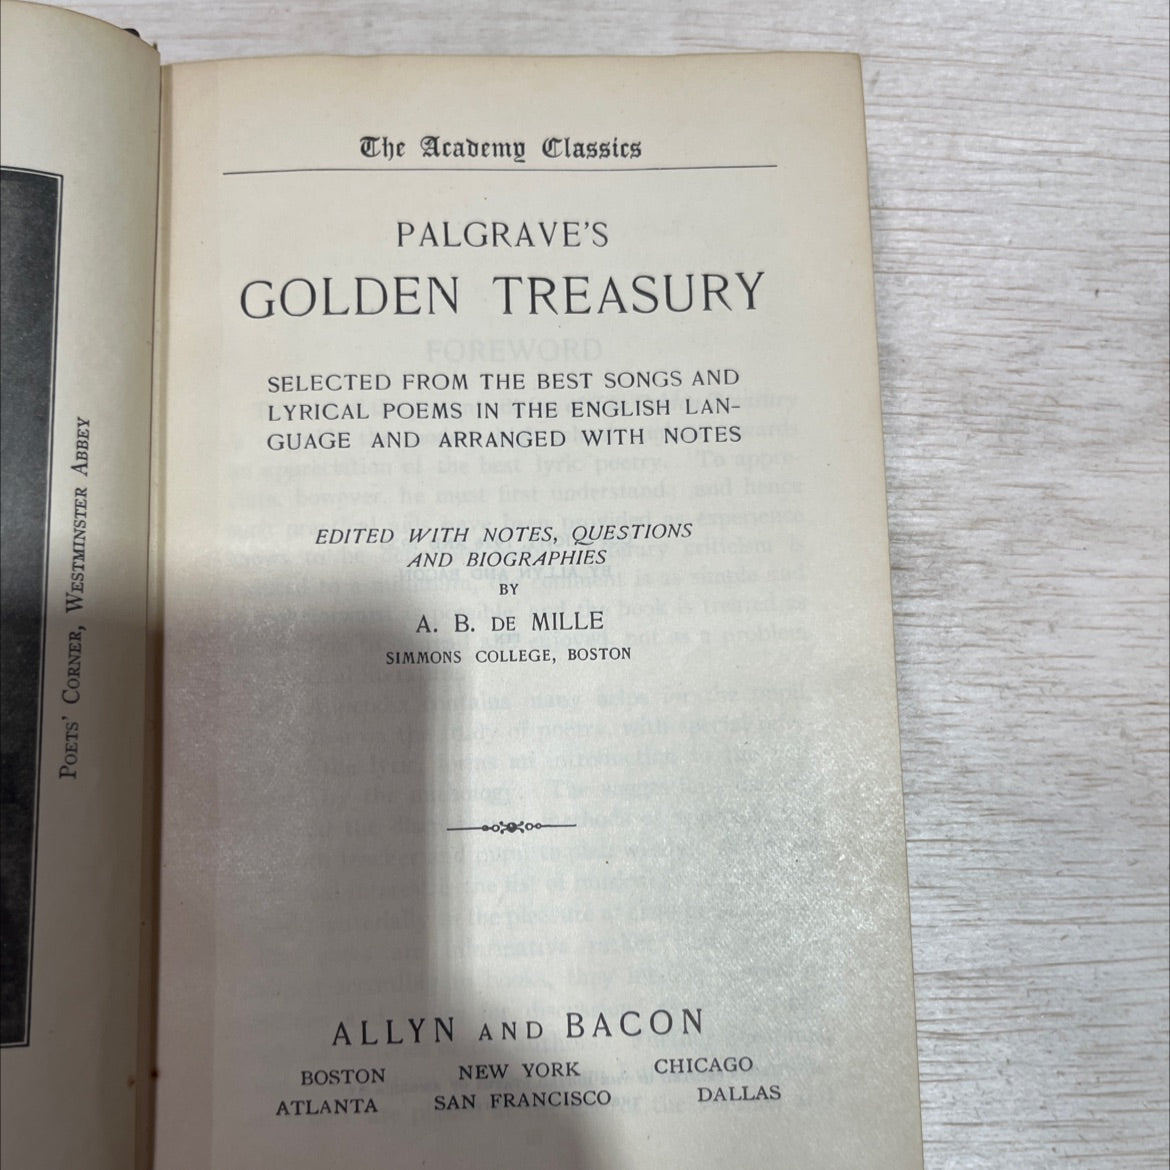 POETS' CORNER, WESTMINSTER ABBEY
The Academy Classics
PALGRAVE'S
GOLDEN TREASURY
SELECTED FROM THE BEST SONGS AND
LYRICAL POEMS IN THE ENGLISH LAN-
GUAGE AND ARRANGED WITH NOTES
EDITED WITH NOTES, QUESTIONS
AND BIOGRAPHIES
BY
A. B. DE MILLE
SIMMONS COLLEGE, BOSTON
ALLYN AND BACON
BOSTON NEW YORK CHICAGO
ATLANTA SAN FRANCISCO DALLAS